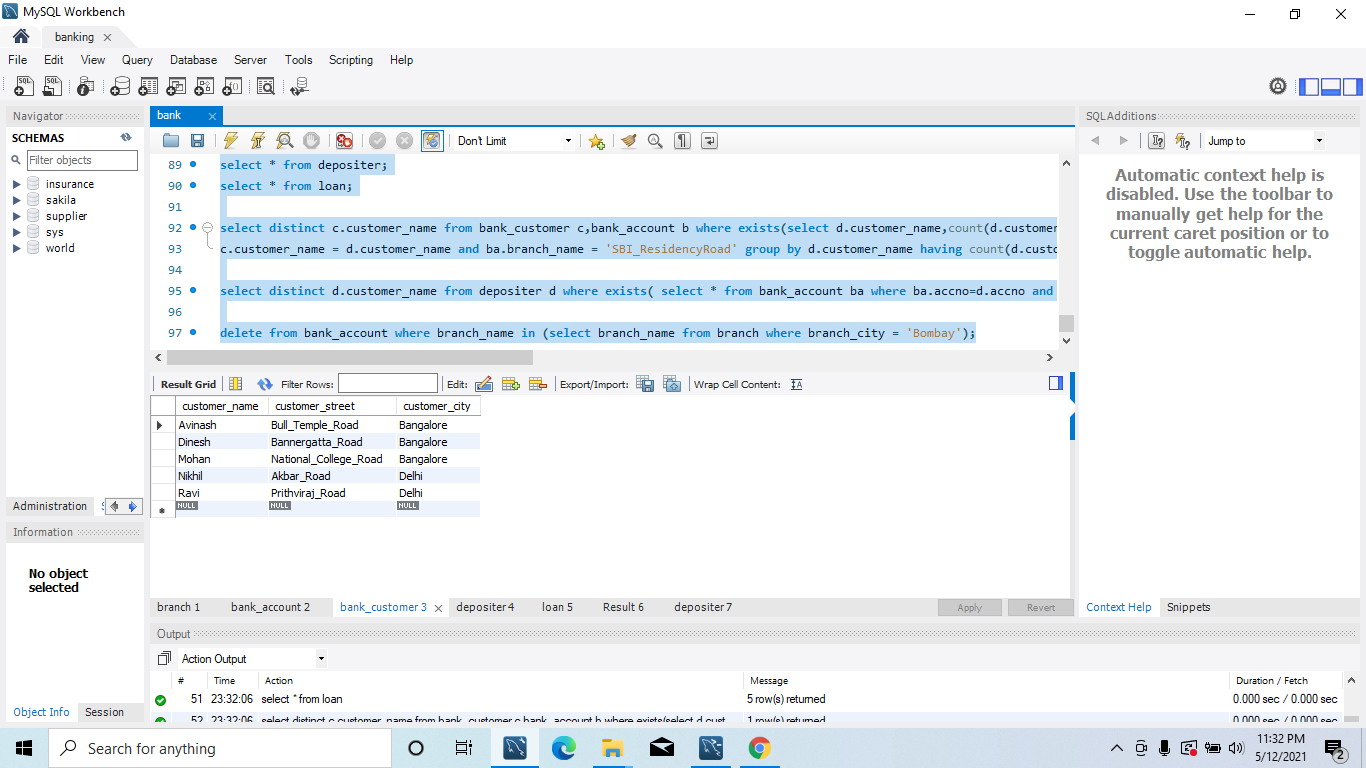 MySQL Workbench
banking
File Edit View Query Database Server Tools Scripting Help
Navigator
SCHEMAS
Filter objects
insurance
sakila
supplier
sys
world
Administration
Information
No object
selected
Object Info Session
bank
Don't Limit
89 select * from depositer;
90 select * from loan;
91
92 select distinct c.customer_name from bank_customer c,bank_account b where exists(select d.customer_name,count(d.customer
93 c.customer_name = d.customer_name and ba.branch_name = 'SBI_ResidencyRoad' group by d.customer_name having count(d.custo
94
95 select distinct d.customer_name from depositer d where exists( select * from bank_account ba where ba.accno=d.accno and
96
97 delete from bank_account where branch_name in (select branch_name from branch where branch_city = 'Bombay');
Result Grid Filter Rows: Edit: Export/Import: Wrap Cell Content:
customer_name customer_street customer_city
Avinash Bull_Temple_Road Bangalore
Dinesh Bannergatta_Road Bangalore
Mohan National_College_Road Bangalore
Nikhil Akbar_Road Delhi
Ravi Prithviraj_Road Delhi
NULL NULL NULL
branch 1 bank_account 2 bank_customer 3 depositer 4 loan 5 Result 6 depositer 7 Apply Revert
SQLAdditions
Jump to
Automatic context help is
disabled. Use the toolbar to
manually get help for the
current caret position or to
toggle automatic help.
Context Help Snippets
Output
Action Output
# Time Action Message Duration / Fetch
51 23:32:06 select * from loan 5 row(s) returned 0.000 sec / 0.000 sec
52 23:32:06 select distinct c.customer_name from bank_customer c,bank_account b where exists(select d.cust... 1 row(s) returned 0.000 sec / 0.000 sec
Search for anything
11:32 PM
5/12/2021
2